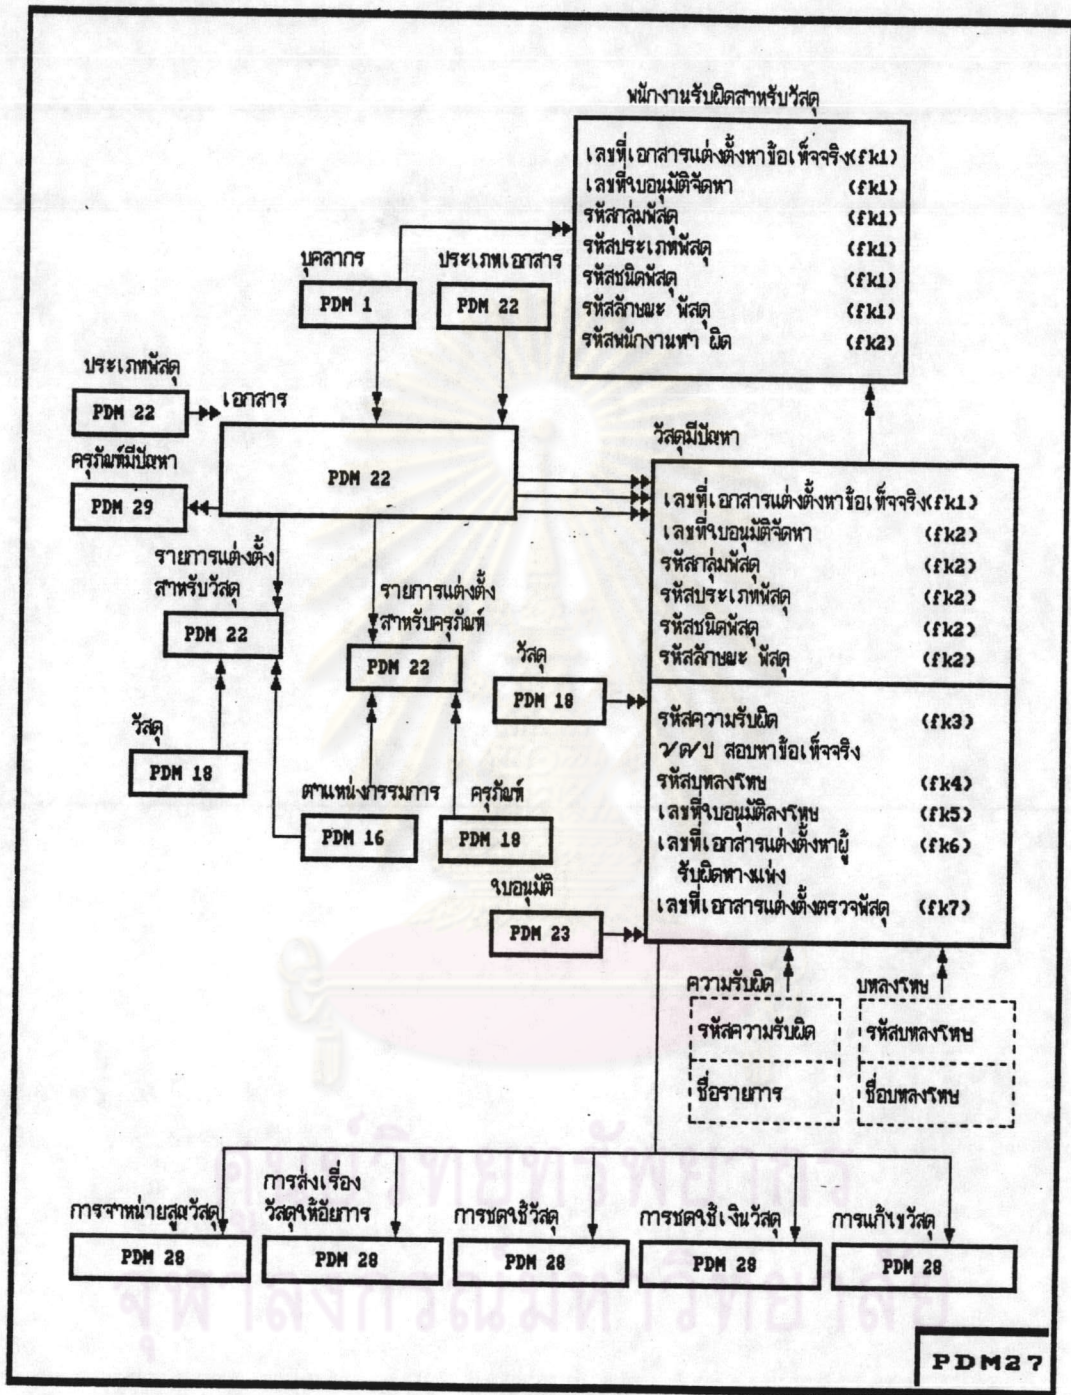 พนักงานรับผิดสำหรับวัสดุ
เลขที่เอกสารแต่งตั้งหาข้อเท็จจริง(fk1)
เลขที่ใบอนุมัติจัดหา (fk1)
รหัสกลุ่มพัสดุ (fk1)
รหัสประเภทพัสดุ (fk1)
รหัสชนิดพัสดุ (fk1)
รหัสลักษณะ พัสดุ (fk1)
รหัสพนักงานหา ผิด (fk2)
บุคลากร
PDM 1
ประเภทเอกสาร
PDM 22
ประเภทพัสดุ
PDM 22
เอกสาร
PDM 22
ครุภัณฑ์มีปัญหา
PDM 29
วัสดุมีปัญหา
เลขที่เอกสารแต่งตั้งหาข้อเท็จจริง(fk1)
เลขที่ใบอนุมัติจัดหา (fk2)
รหัสกลุ่มพัสดุ (fk2)
รหัสประเภทพัสดุ (fk2)
รหัสชนิดพัสดุ (fk2)
รหัสลักษณะ พัสดุ (fk2)
รหัสความรับผิด (fk3)
ว/ด/ป สอบหาข้อเท็จจริง
รหัสบทลงโทษ (fk4)
เลขที่ใบอนุมัติลงโทษ (fk5)
เลขที่เอกสารแต่งตั้งหาผู้ (fk6)
รับผิดทางแพ่ง
เลขที่เอกสารแต่งตั้งตรวจพัสดุ (fk7)
รายการแต่งตั้ง
สำหรับวัสดุ
PDM 22
รายการแต่งตั้ง
สำหรับครุภัณฑ์
PDM 22
วัสดุ
PDM 18
วัสดุ
PDM 18
ตำแหน่งกรรมการ
PDM 16
ครุภัณฑ์
PDM 18
ใบอนุมัติ
PDM 23
ความรับผิด
รหัสความรับผิด
ชื่อรายการ
บทลงโทษ
รหัสบทลงโทษ
ชื่อบทลงโทษ
ศูนย์วิทยทรัพยากร
การจำหน่ายสูญวัสดุ
PDM 28
การส่งเรื่อง
วัสดุให้อัยการ
PDM 28
การชดใช้วัสดุ
PDM 28
การชดใช้เงินวัสดุ
PDM 28
การแก้ไขวัสดุ
PDM 28
จุฬาลงกรณ์มหาวิทยาลัย
PDM27